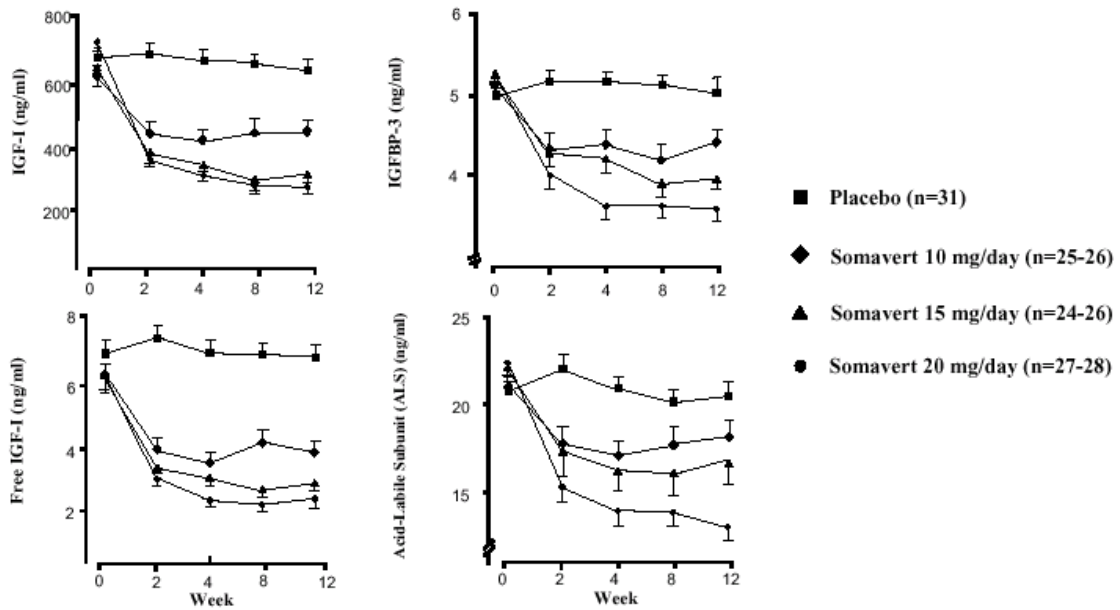 800
600
400
200
IGF-I (ng/ml)
0 2 4 8 12
6
5
4
IGFBP-3 (ng/ml)
0 2 4 8 12
8
6
4
2
Free IGF-I (ng/ml)
0 2 4 8 12
Week
25
20
15
Acid-Labile Subunit (ALS) (ng/ml)
0 2 4 8 12
Week
Placebo (n=31)
Somavert 10 mg/day (n=25-26)
Somavert 15 mg/day (n=24-26)
Somavert 20 mg/day (n=27-28)